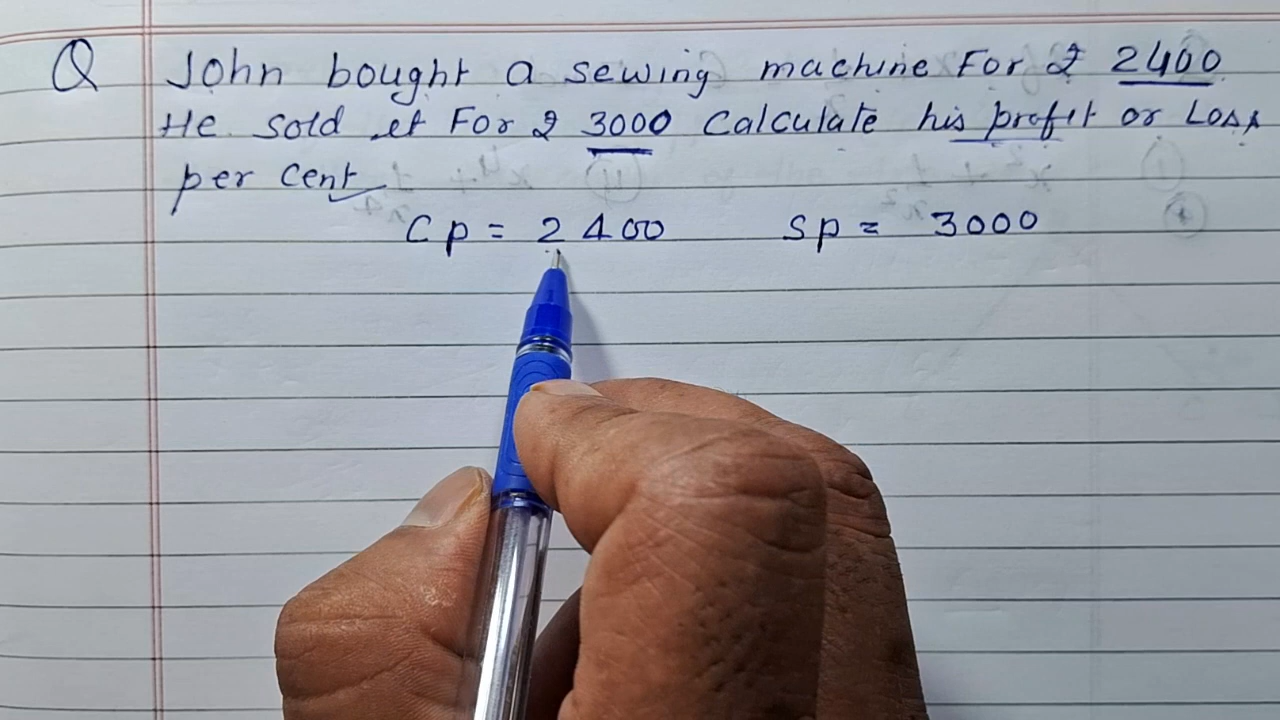 Q John bought a sewing machine For ₹ 2400
He sold it For ₹ 3000 Calculate his profit or Loss
per cent
Cp = 2400 Sp = 3000